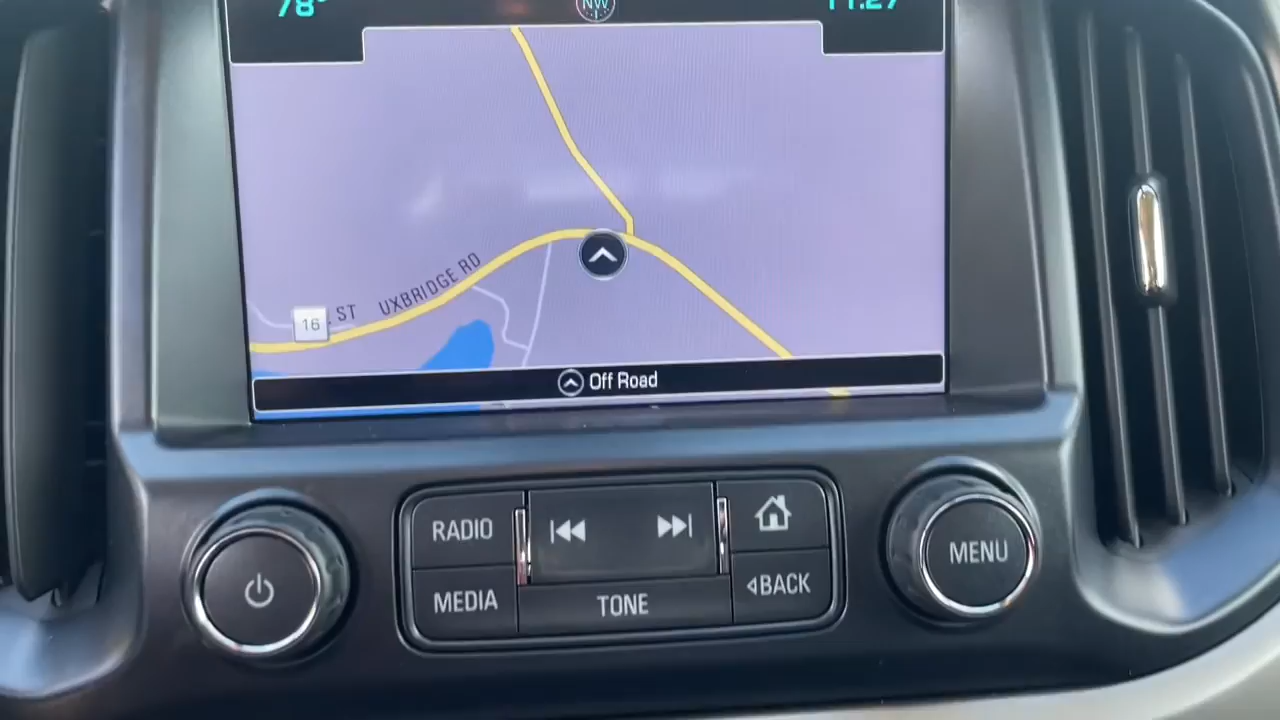 78°
NW
11:27
UXBRIDGE RD
ST
16
Off Road
RADIO
MEDIA
TONE
BACK
MENU